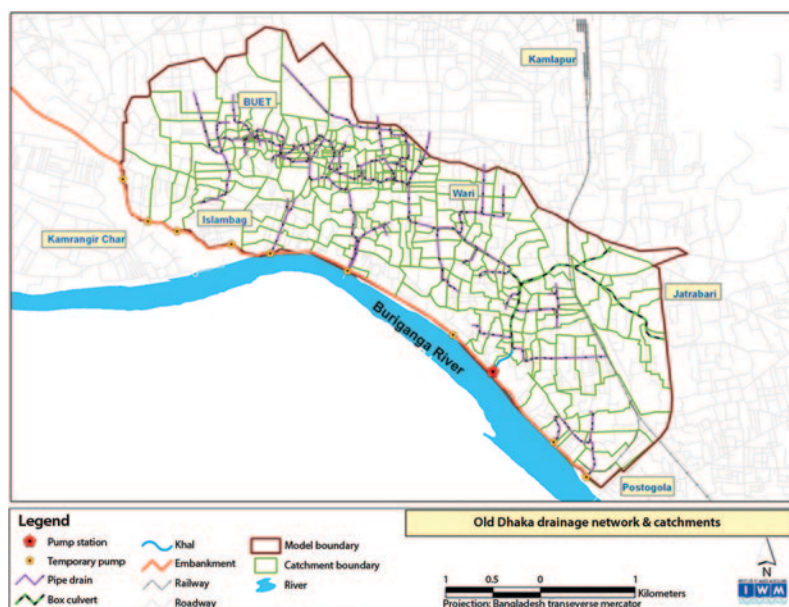 Kamlapur
BUET
Wari
Islambag
Kamrangir Char
Jatrabari
Buriganga River
Postogola
Legend
Pump station
Temporary pump
Pipe drain
Box culvert
Khal
Embankment
Railway
Roadway
Model boundary
Catchment boundary
River
Old Dhaka drainage network & catchments
1 0.5 0 1
Kilometers
Projection: Bangladesh transeverse mercator
N
IWM